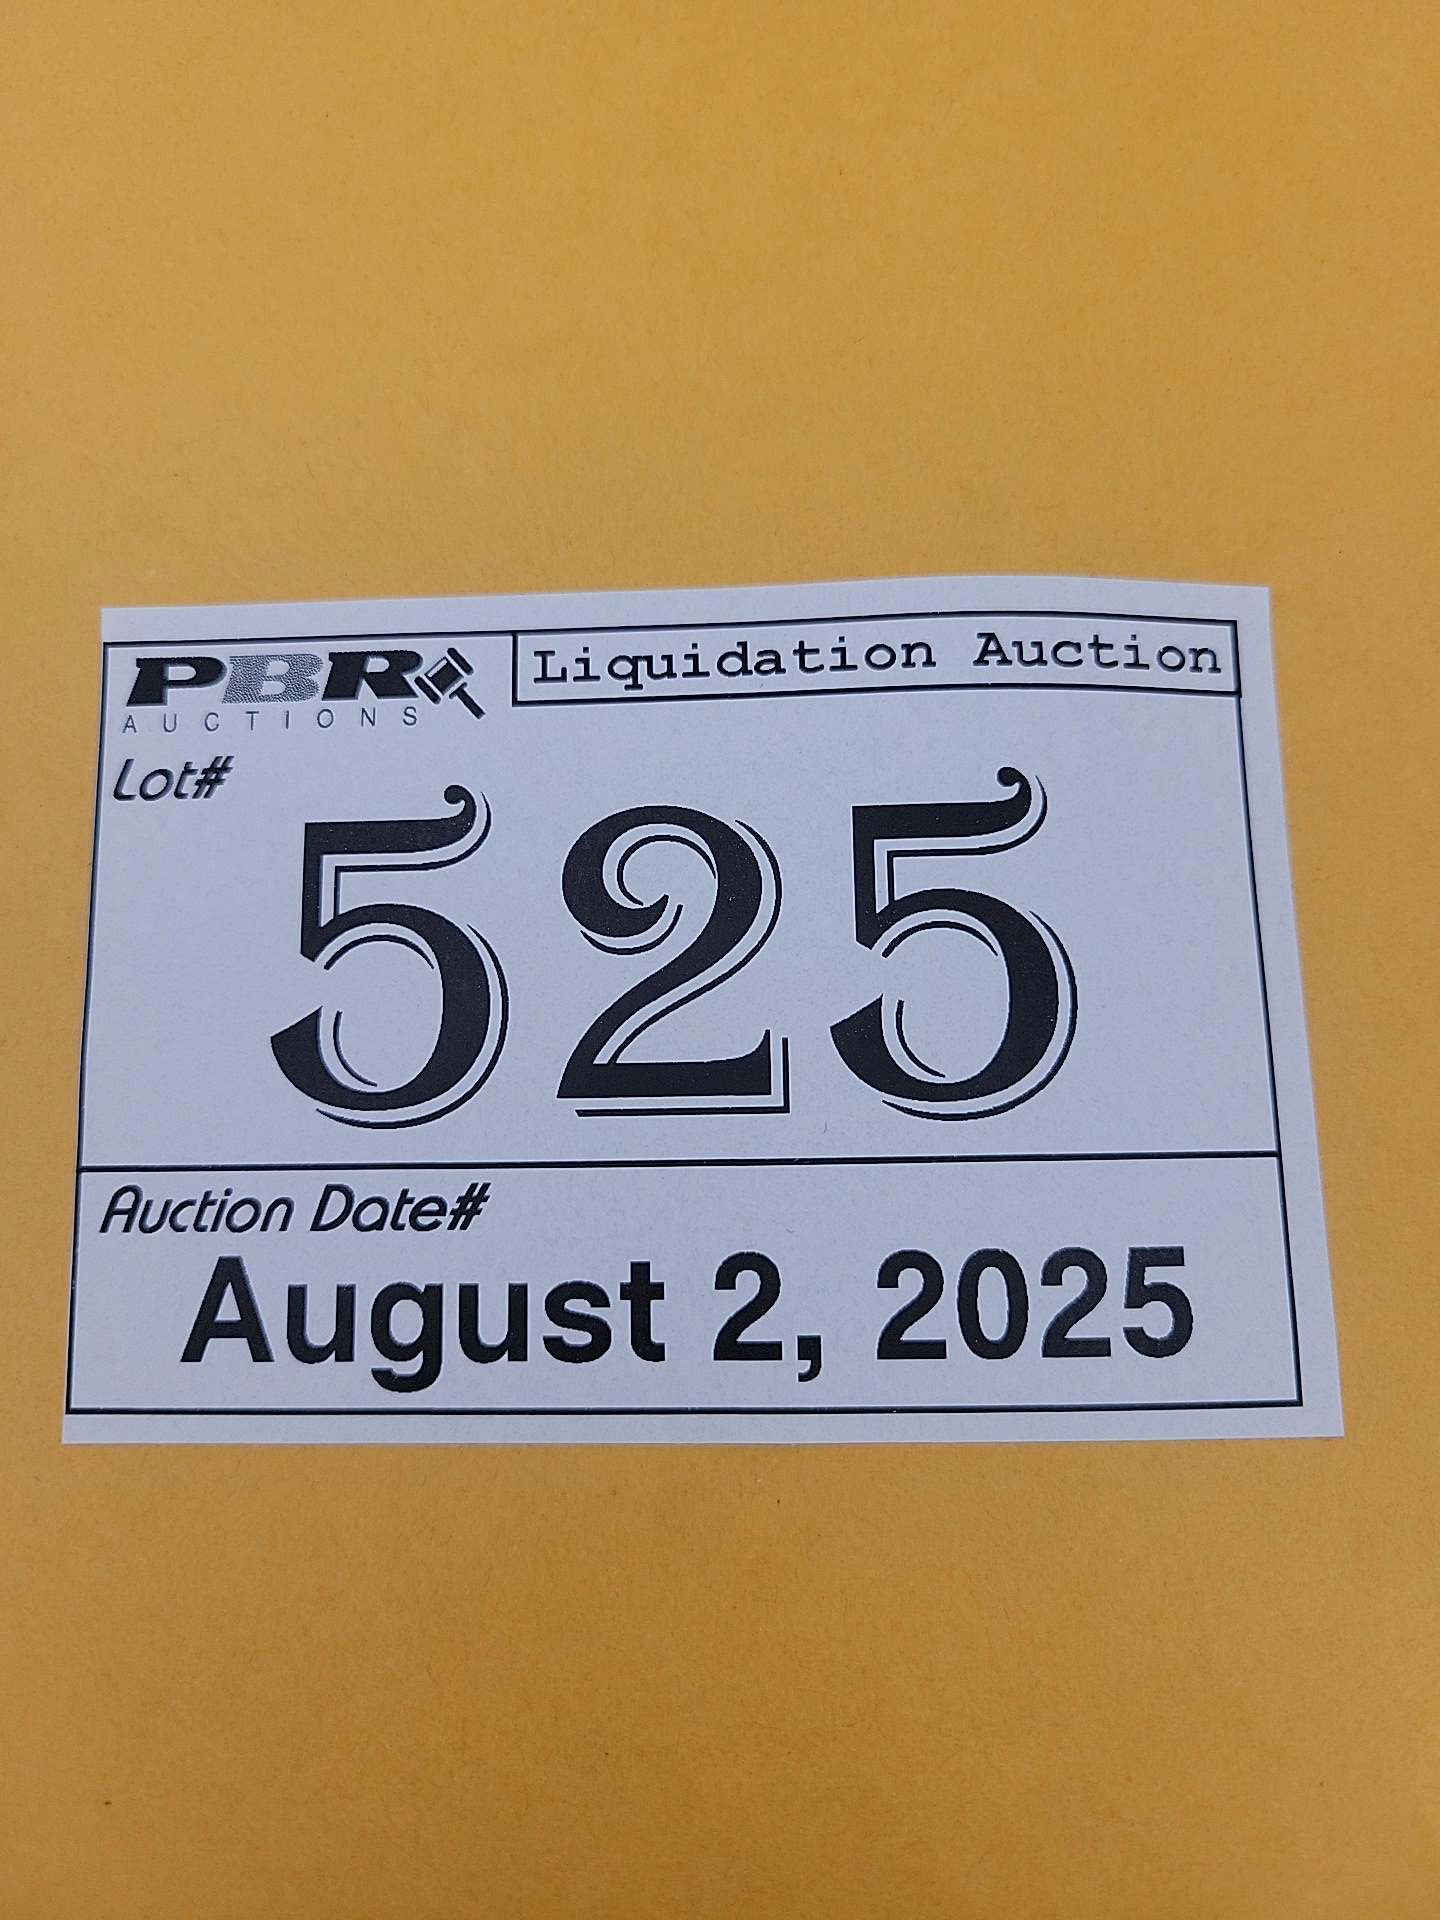 PBR
AUCTIONS
Liquidation Auction
Lot#
525
Auction Date#
August 2, 2025